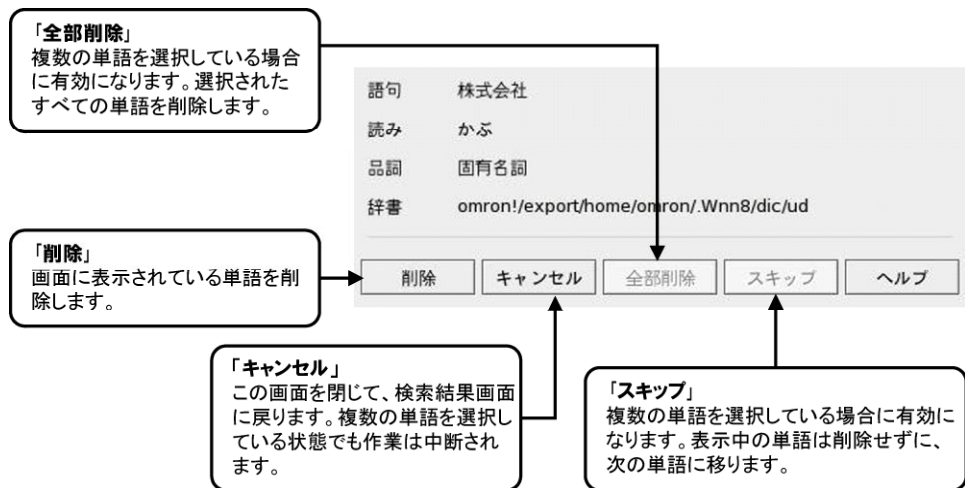 「全部削除」
複数の単語を選択している場合
に有効になります。選択された
すべての単語を削除します。
語句 株式会社
読み かぶ
品詞 固有名詞
辞書 omron!/export/home/omron/.Wnn8/dic/ud
「削除」
画面に表示されている単語を削
除します。
削除 キャンセル 全部削除 スキップ ヘルプ
「キャンセル」
この画面を閉じて、検索結果画面
に戻ります。複数の単語を選択し
ている状態でも作業は中断され
ます。
「スキップ」
複数の単語を選択している場合に有効に
なります。表示中の単語は削除せずに、
次の単語に移ります。